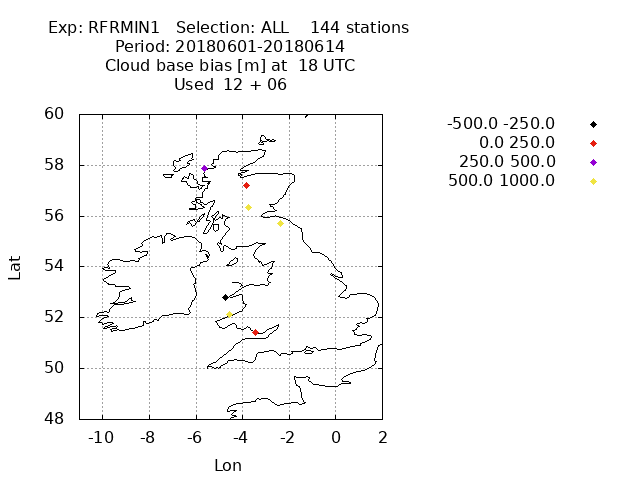 Exp: RFRMIN1   Selection: ALL    144 stations
Period: 20180601-20180614
Cloud base bias [m] at  18 UTC
Used  12 + 06
-500.0 -250.0
0.0 250.0
250.0 500.0
500.0 1000.0
60
58
56
54
52
50
48
Lat
-10 -8 -6 -4 -2 0 2
Lon